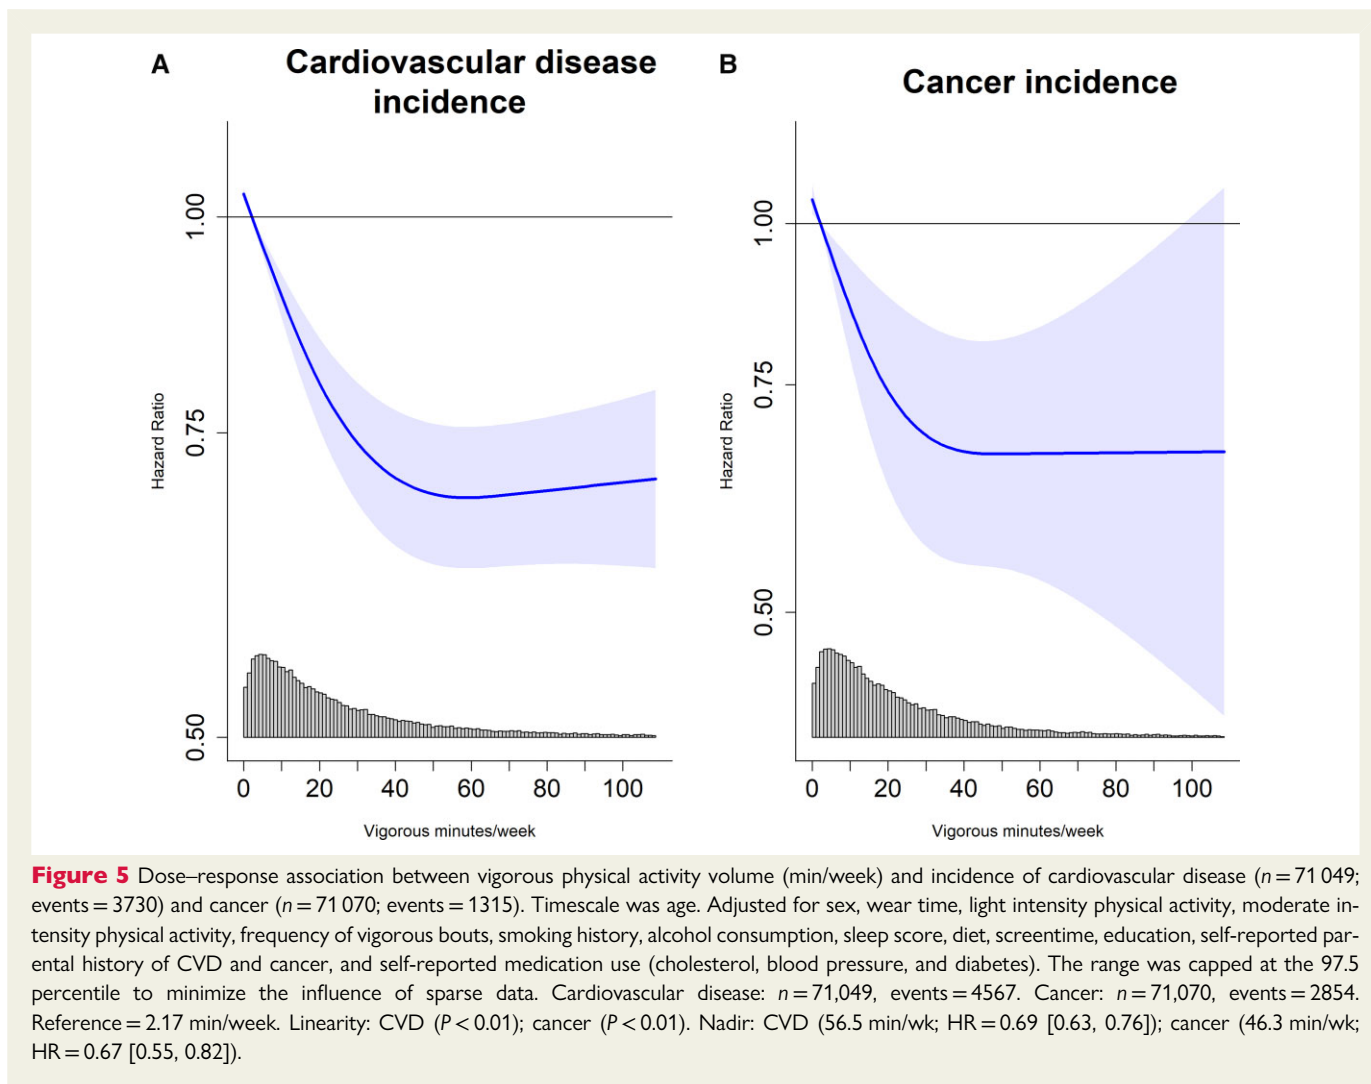 A
Cardiovascular disease
incidence
1.00
0.75
0.50
Hazard Ratio
0 20 40 60 80 100
Vigorous minutes/week
B
Cancer incidence
1.00
0.75
0.50
Hazard Ratio
0 20 40 60 80 100
Vigorous minutes/week
Figure 5 Dose–response association between vigorous physical activity volume (min/week) and incidence of cardiovascular disease (n = 71 049;
events = 3730) and cancer (n = 71 070; events = 1315). Timescale was age. Adjusted for sex, wear time, light intensity physical activity, moderate in-
tensity physical activity, frequency of vigorous bouts, smoking history, alcohol consumption, sleep score, diet, screentime, education, self-reported par-
ental history of CVD and cancer, and self-reported medication use (cholesterol, blood pressure, and diabetes). The range was capped at the 97.5
percentile to minimize the influence of sparse data. Cardiovascular disease: n = 71,049, events = 4567. Cancer: n = 71,070, events = 2854.
Reference = 2.17 min/week. Linearity: CVD (P < 0.01); cancer (P < 0.01). Nadir: CVD (56.5 min/wk; HR = 0.69 [0.63, 0.76]); cancer (46.3 min/wk;
HR = 0.67 [0.55, 0.82]).